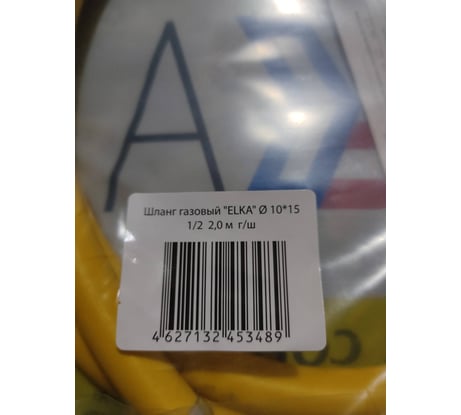 А
Шланг газовый "ELKA" Ø 10*15
1/2 2,0 м г/ш
4 627132 453489